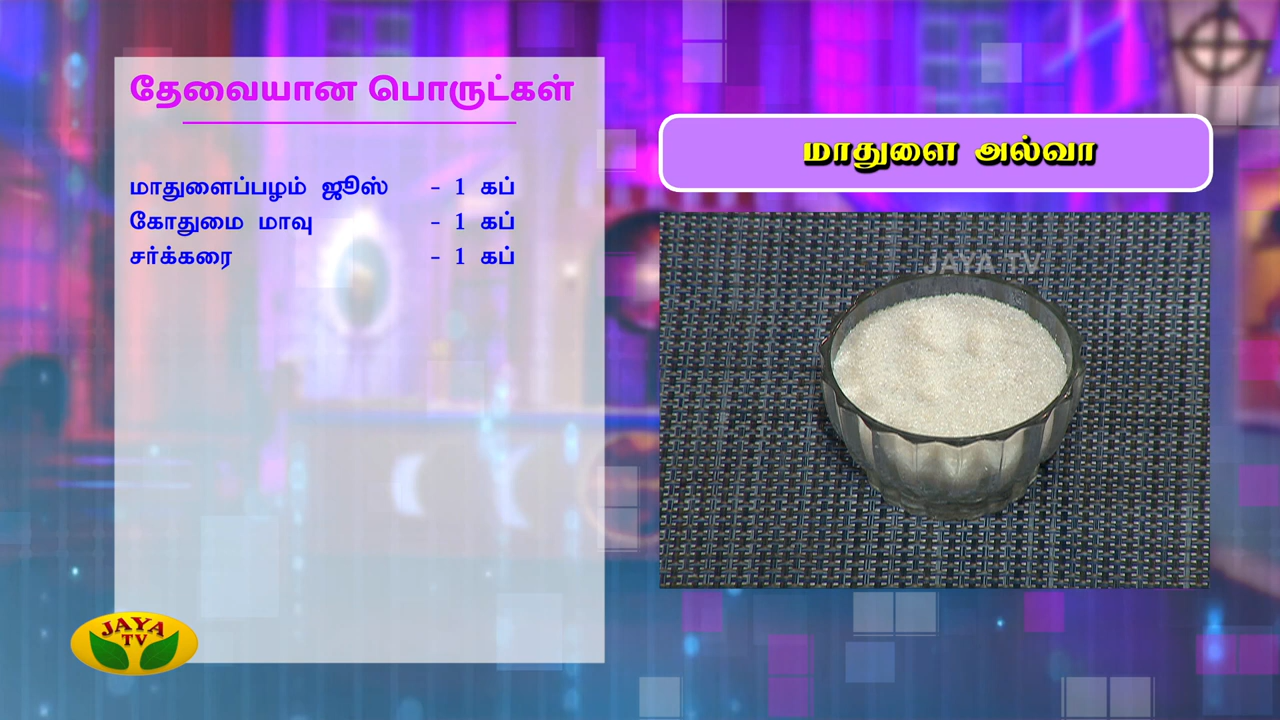 தேவையான பொருட்கள்
மாதுளைப்பழம் ஜூஸ் - 1 கப்
கோதுமை மாவு - 1 கப்
சர்க்கரை - 1 கப்
மாதுளை அல்வா
JAYA TV
JAYA
TV